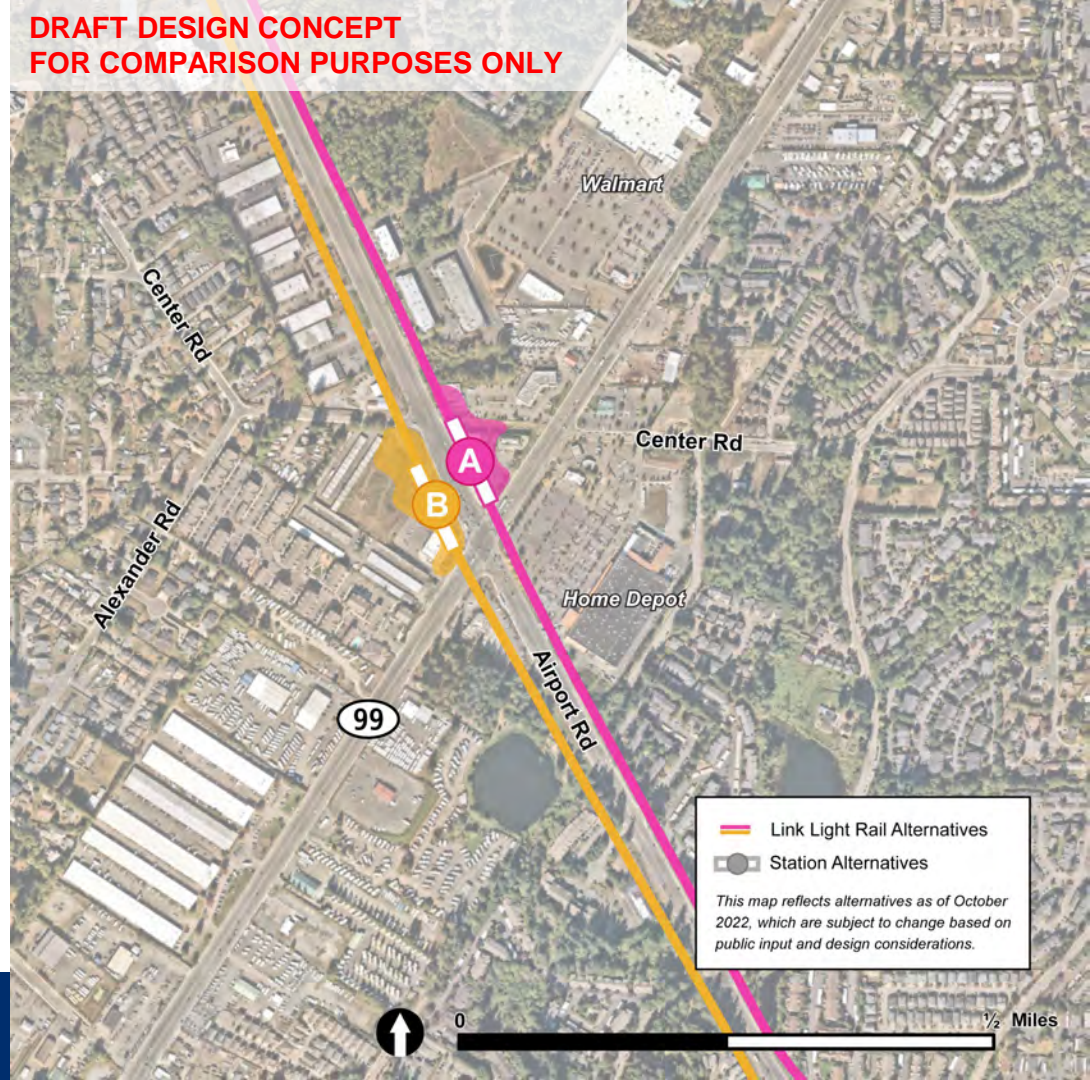 DRAFT DESIGN CONCEPT
FOR COMPARISON PURPOSES ONLY
Walmart
Center Rd
Center Rd
A
B
Alexander Rd
Home Depot
Airport Rd
99
Link Light Rail Alternatives
Station Alternatives
This map reflects alternatives as of October
2022, which are subject to change based on
public input and design considerations.
0
½ Miles